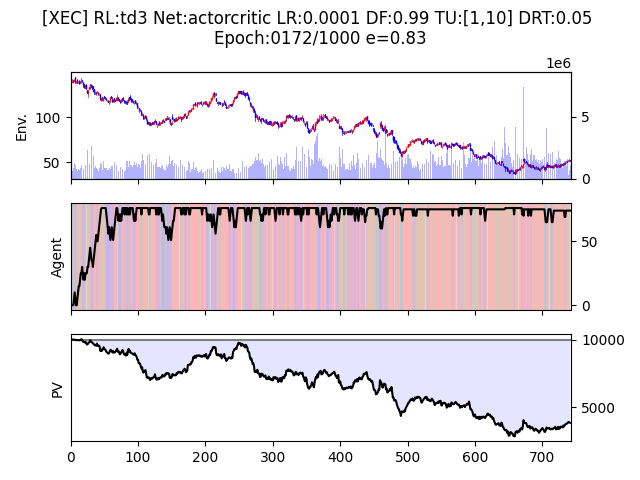 [XEC] RL:td3 Net:actorcritic LR:0.0001 DF:0.99 TU:[1,10] DRT:0.05
Epoch:0172/1000 e=0.83
1e6
Env.
100
50
5
0
Agent
50
0
PV
10000
5000
0 100 200 300 400 500 600 700